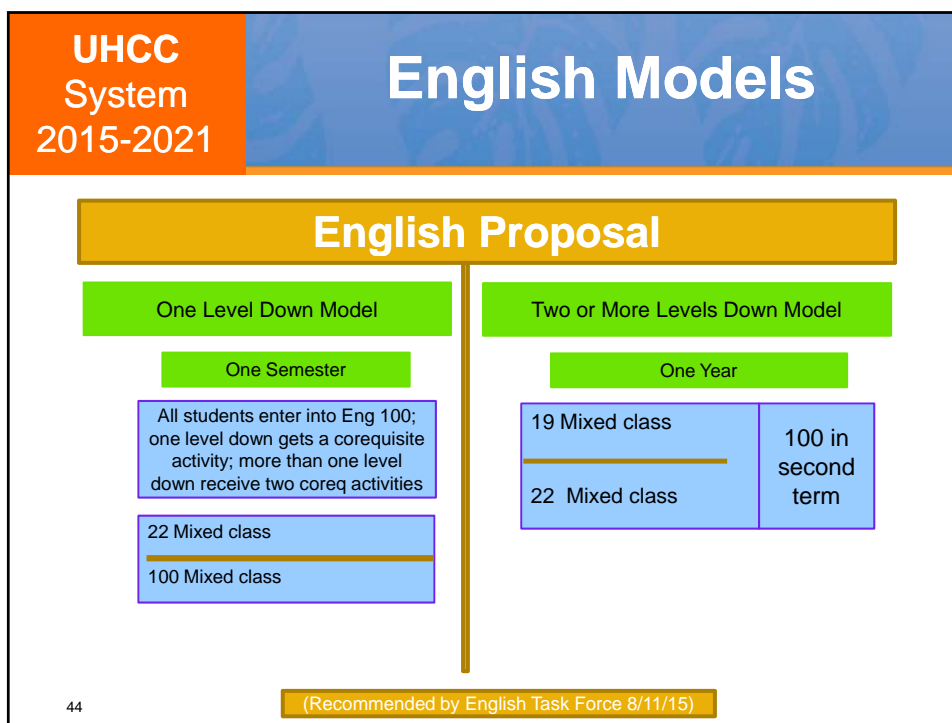 UHCC
System
2015-2021
English Models
English Proposal
One Level Down Model
One Semester
All students enter into Eng 100;
one level down gets a corequisite
activity; more than one level
down receive two coreq activities
22 Mixed class
100 Mixed class
Two or More Levels Down Model
One Year
19 Mixed class
22 Mixed class
100 in
second
term
44
(Recommended by English Task Force 8/11/15)